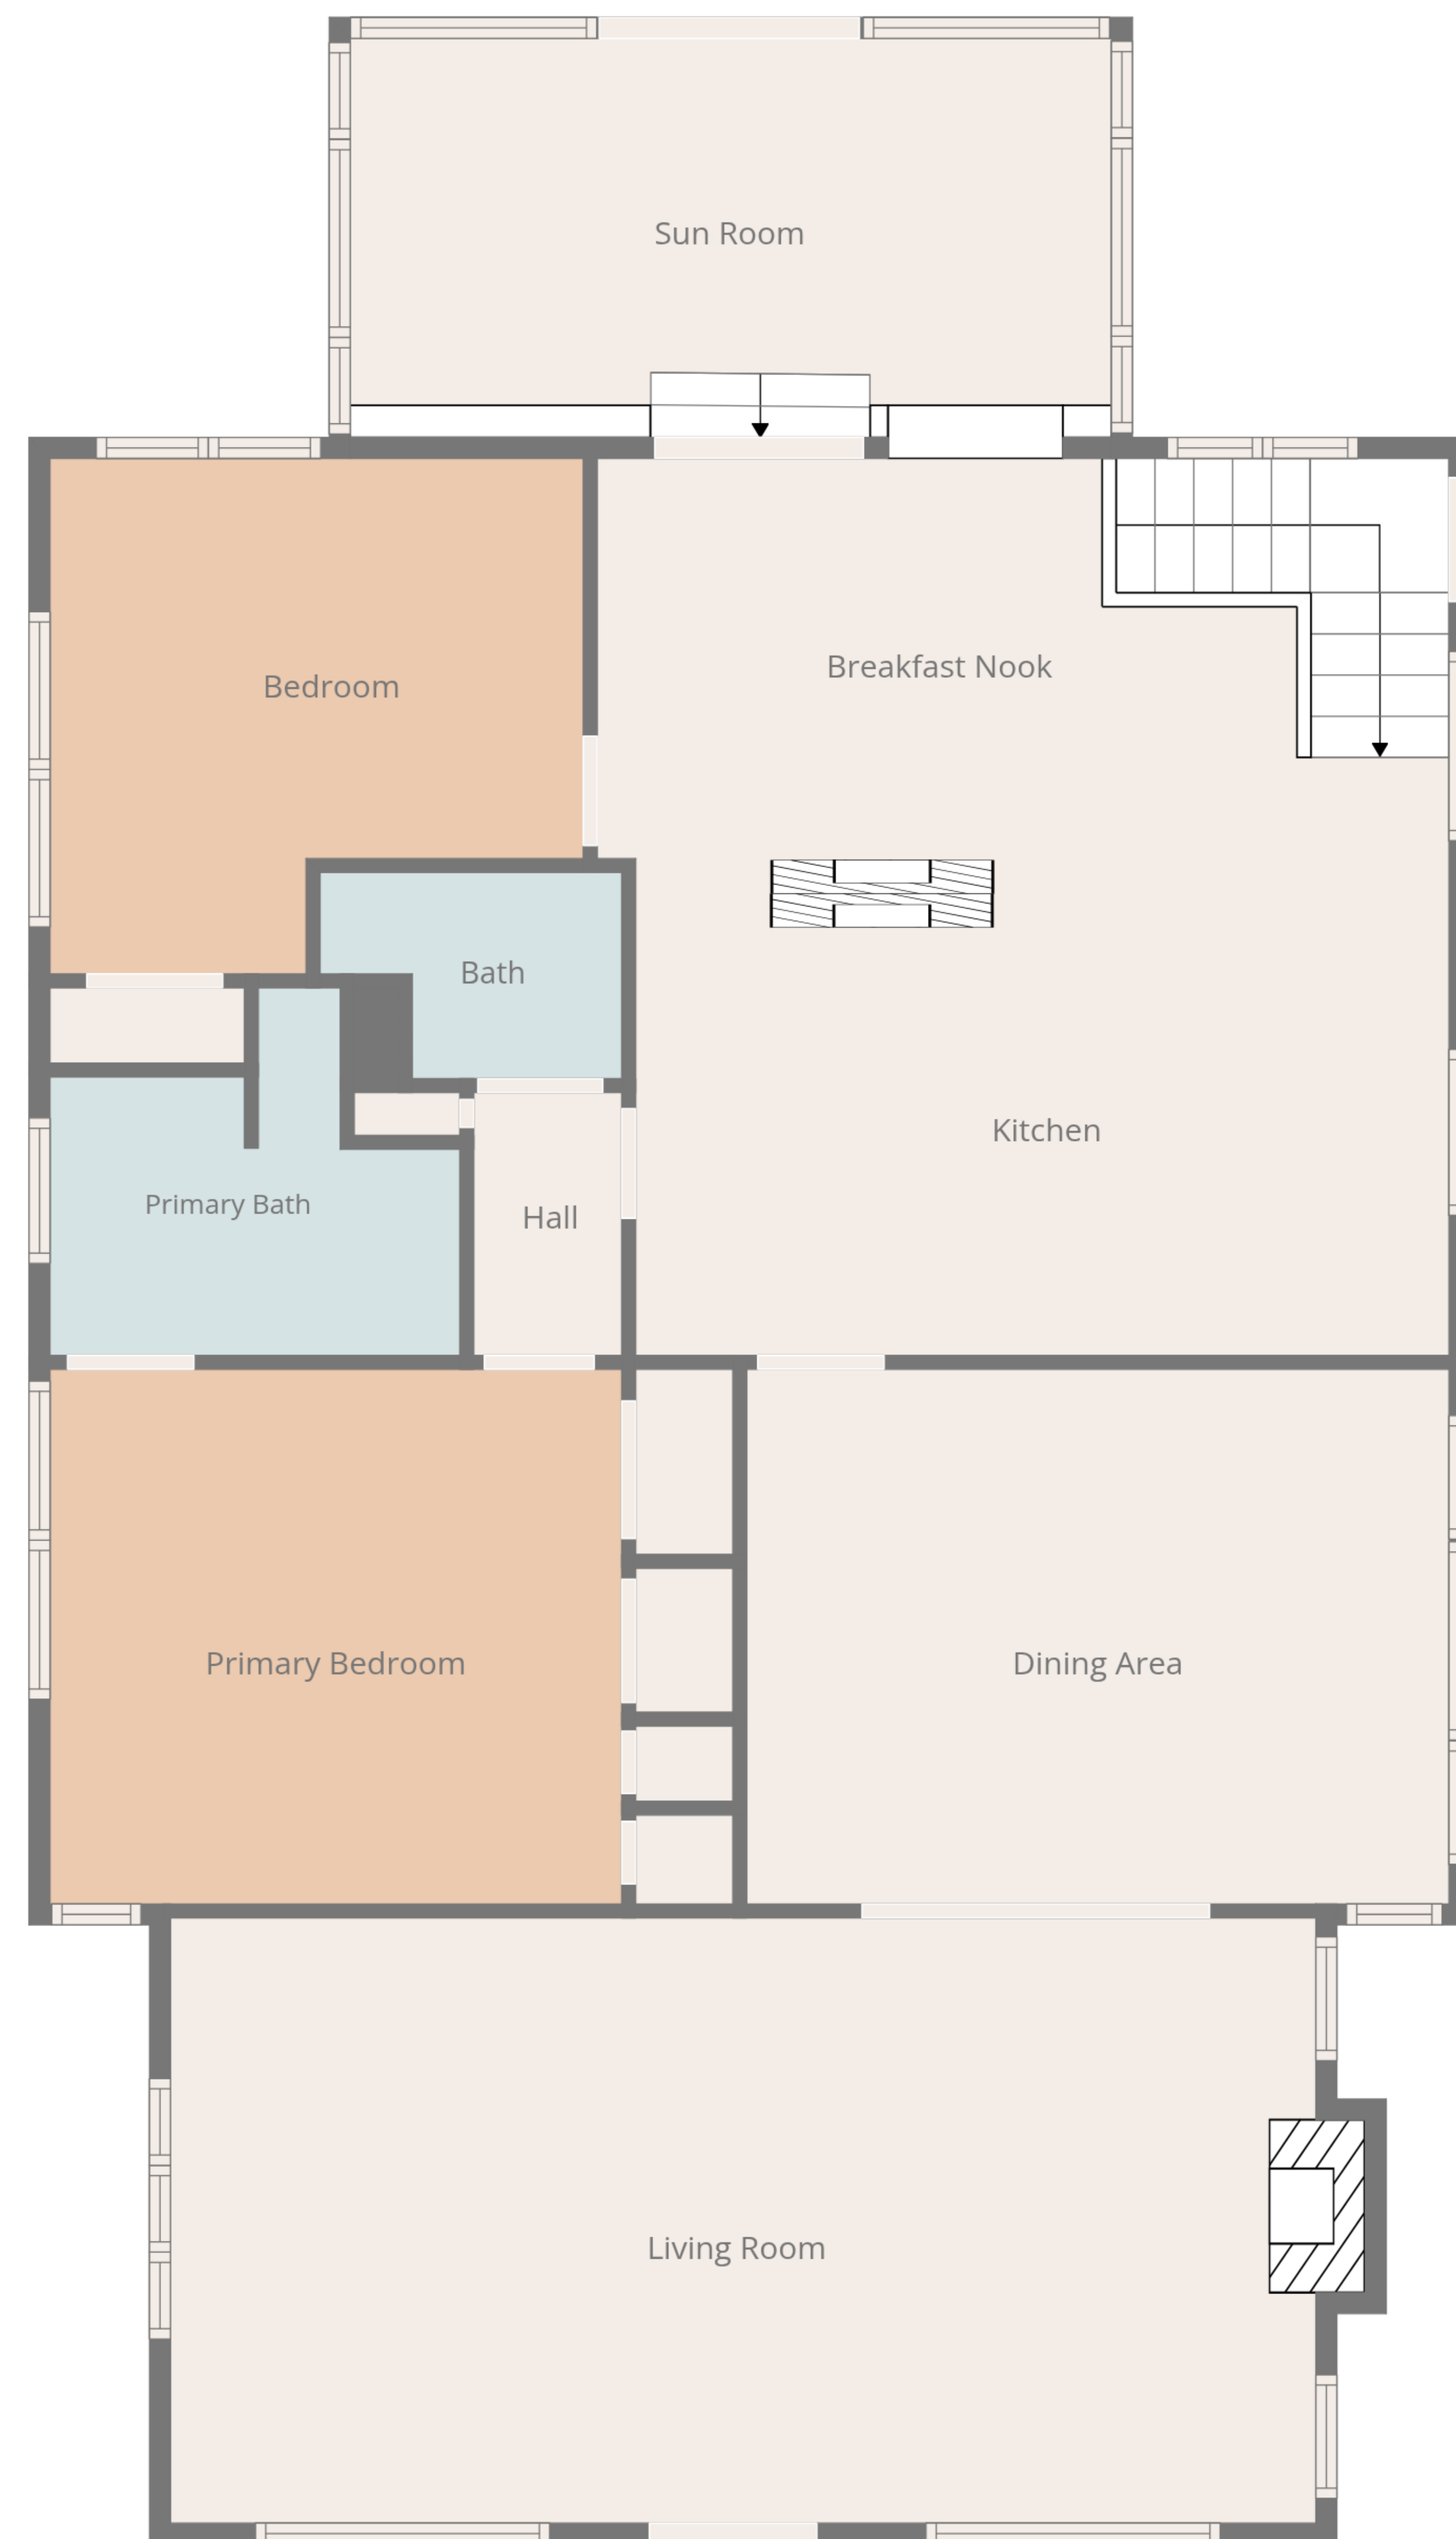 Sun Room
Breakfast Nook
Bedroom
Bath
Kitchen
Primary Bath
Hall
Primary Bedroom
Dining Area
Living Room